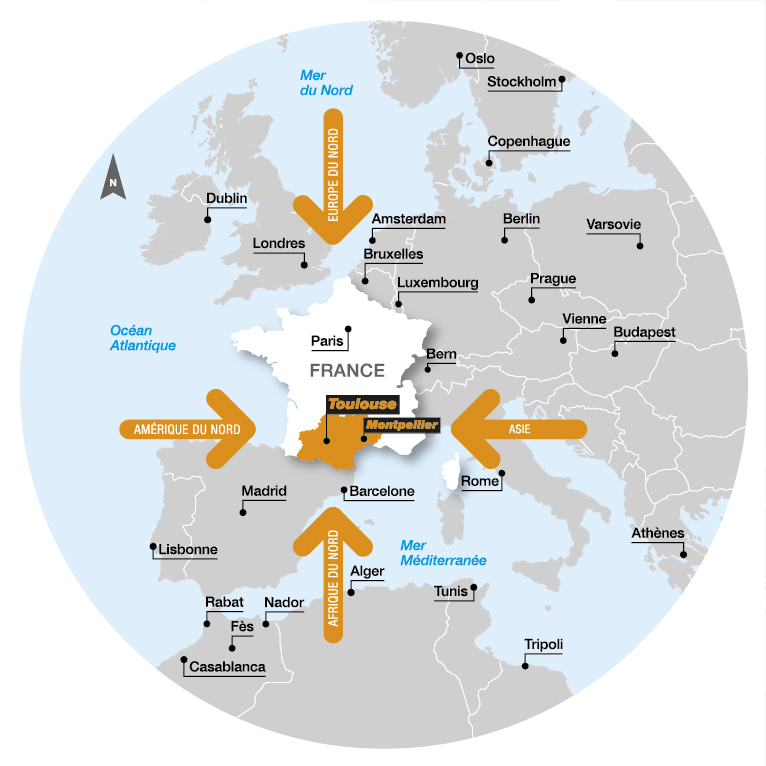 Oslo
Stockholm
Mer
du Nord
Copenhague
EUROPE DU NORD
N
Dublin
Amsterdam
Berlin
Varsovie
Londres
Bruxelles
Luxembourg
Prague
Vienne
Océan
Atlantique
Budapest
Paris
Bern
FRANCE
Toulouse
Montpellier
AMÉRIQUE DU NORD
ASIE
Rome
Madrid
Barcelone
Athènes
Lisbonne
Mer
Méditerranée
AFRIQUE DU NORD
Alger
Tunis
Rabat
Nador
Fès
Tripoli
Casablanca